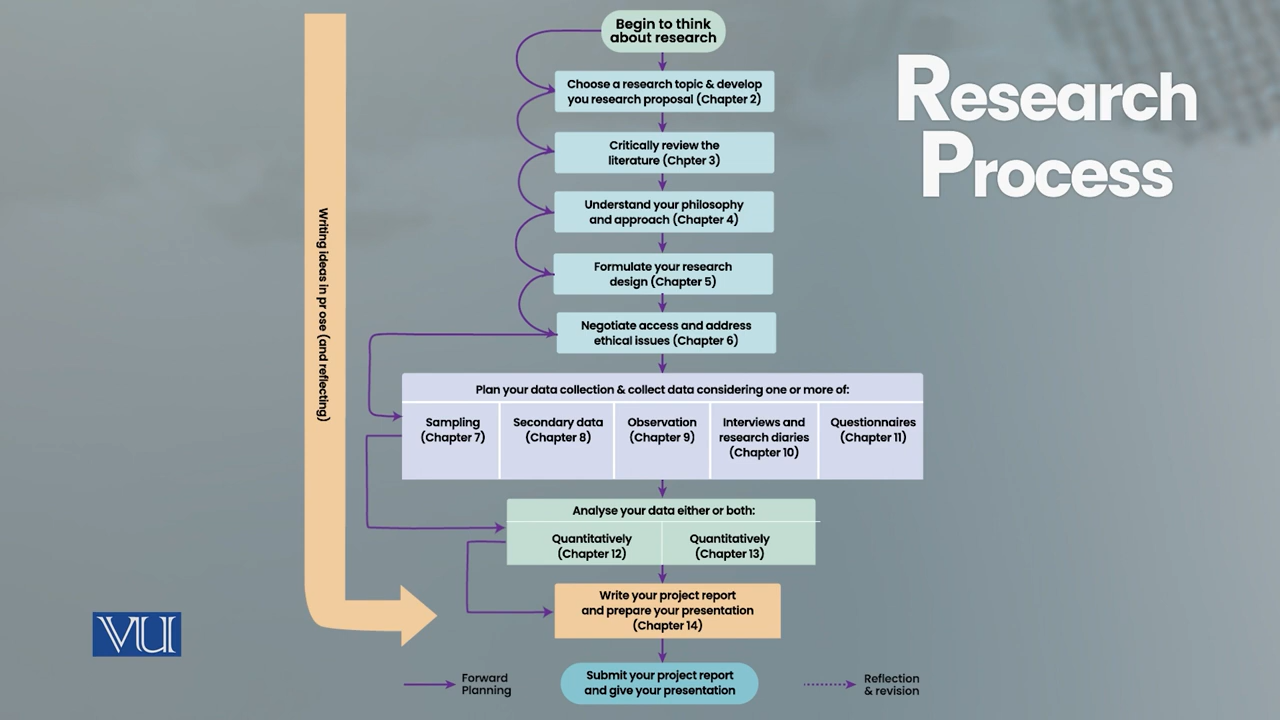 Begin to think
about research
Research
Process
Choose a research topic & develop
you research proposal (Chapter 2)
Critically review the
literature (Chpter 3)
Understand your philosophy
and approach (Chapter 4)
Formulate your research
design (Chapter 5)
Negotiate access and address
ethical issues (Chapter 6)
Writing ideas in pr ose (and reflecting)
Plan your data collection & collect data considering one or more of:
Sampling
(Chapter 7)
Secondary data
(Chapter 8)
Observation
(Chapter 9)
Interviews and
research diaries
(Chapter 10)
Questionnaires
(Chapter 11)
Analyse your data either or both:
Quantitatively
(Chapter 12)
Quantitatively
(Chapter 13)
Write your project report
and prepare your presentation
(Chapter 14)
VU
Submit your project report
and give your presentation
Forward
Planning
Reflection
& revision